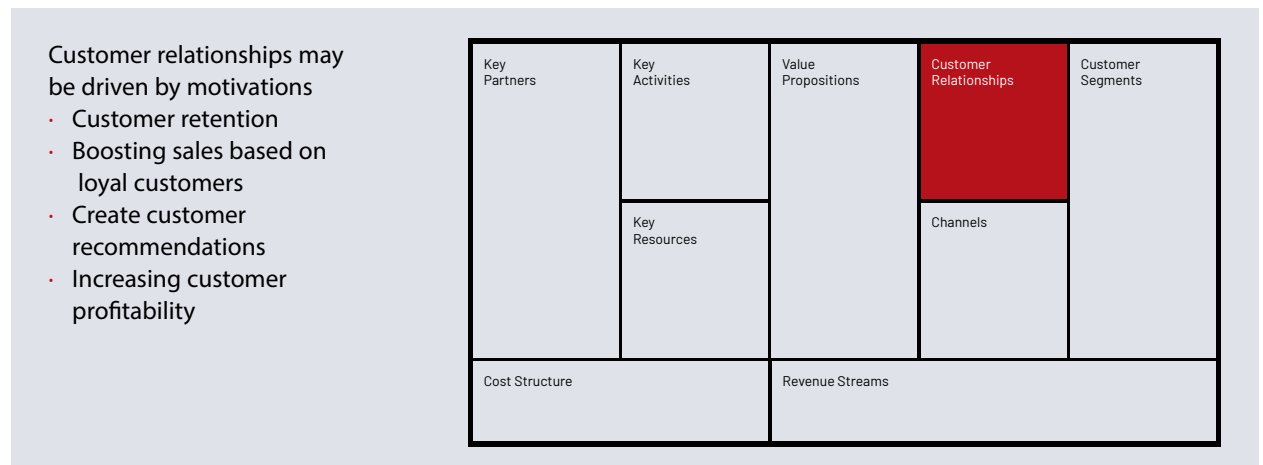 Customer relationships may
be driven by motivations
· Customer retention
· Boosting sales based on
loyal customers
· Create customer
recommendations
· Increasing customer
profitability
Key
Partners
Key
Activities
Key
Resources
Value
Propositions
Customer
Relationships
Channels
Customer
Segments
Cost Structure
Revenue Streams